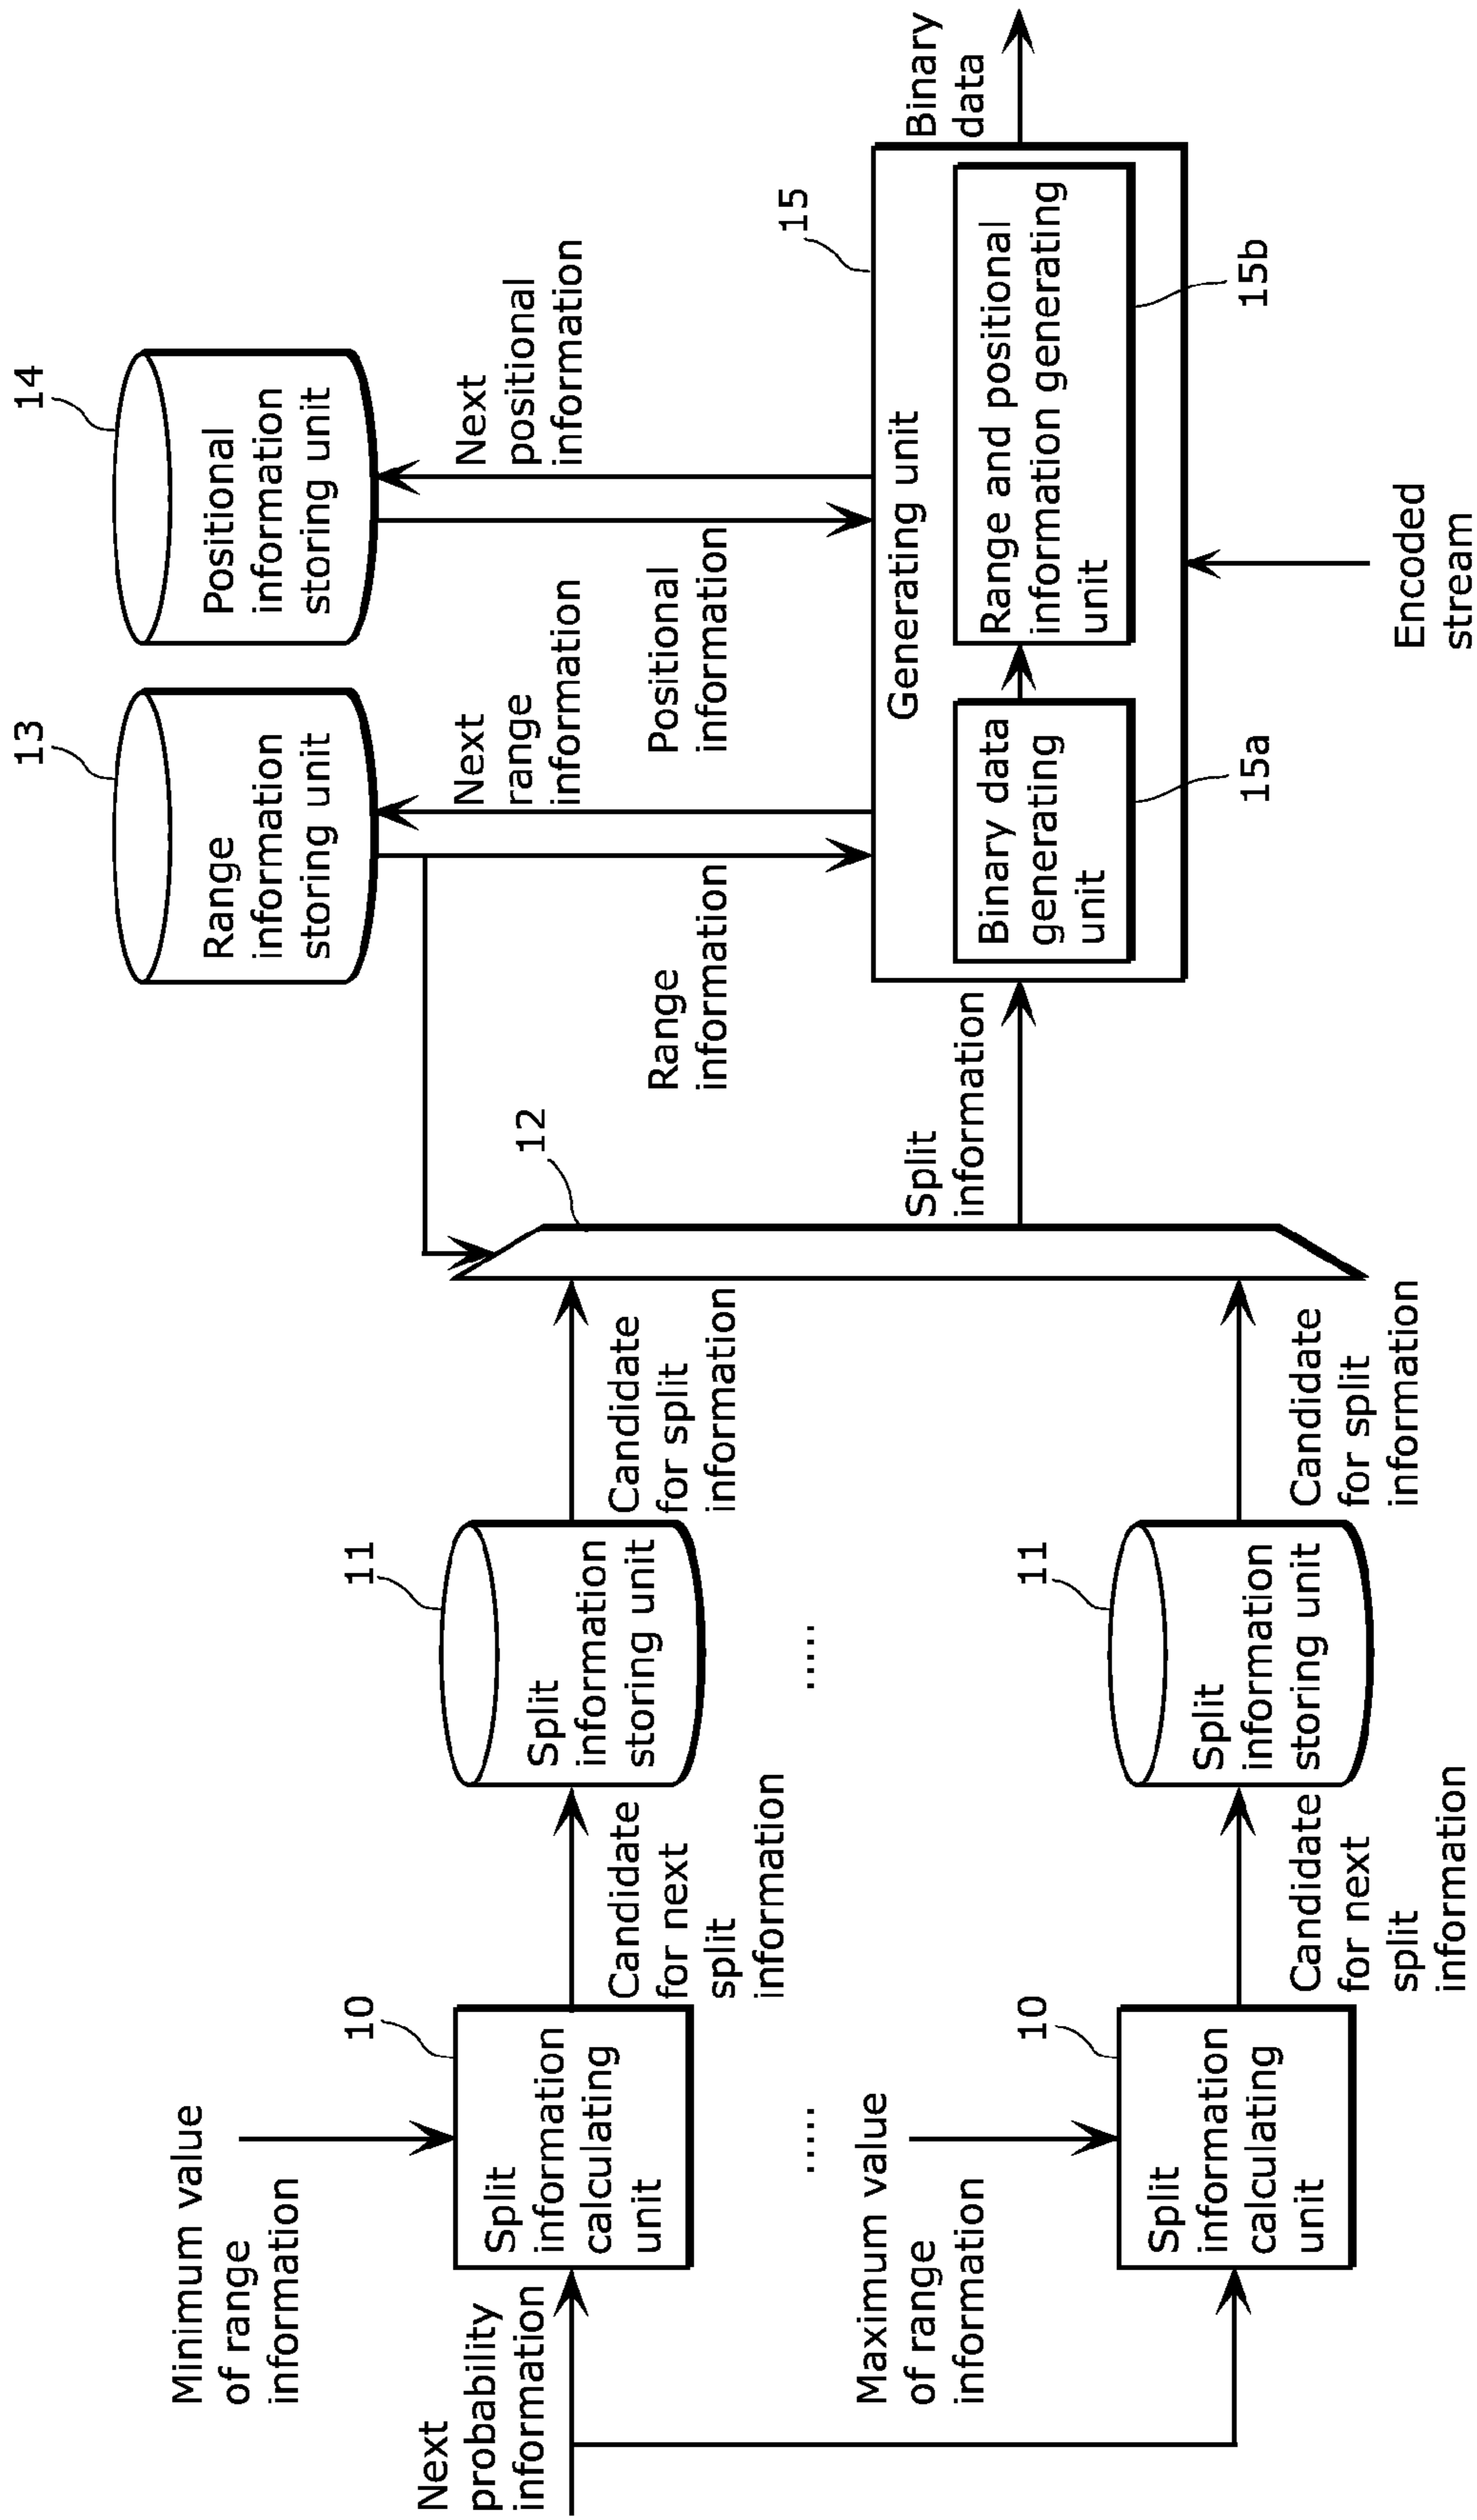 Next
probability
information
Minimum value
of range
information
10
Split
information
calculating
unit
Candidate
for next
split
information
11
Split
information
storing unit
Candidate
for split
information
.....
.....
Maximum value
of range
information
10
Split
information
calculating
unit
Candidate
for next
split
information
11
Split
information
storing unit
Candidate
for split
information
12
Split
information
13
Range
information
storing unit
14
Positional
information
storing unit
Range
information
Next
range
information
Positional
information
Next
positional
information
15
Generating unit
Binary data
generating
unit
15a
Range and positional
information generating
unit
15b
Encoded
stream
Binary
data